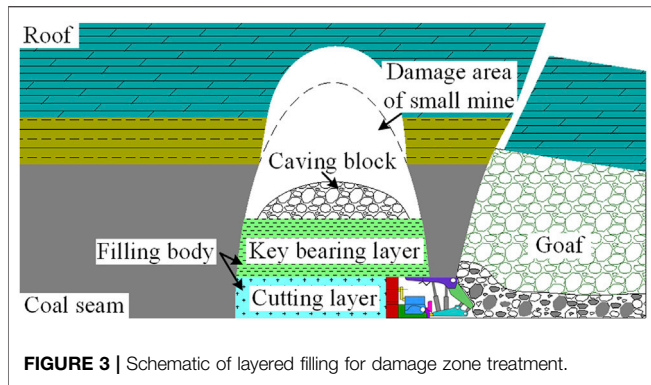 Roof
Damage area
of small mine
Caving block
Filling body
Key bearing layer
Goaf
Coal seam
Cutting layer
FIGURE 3 | Schematic of layered filling for damage zone treatment.